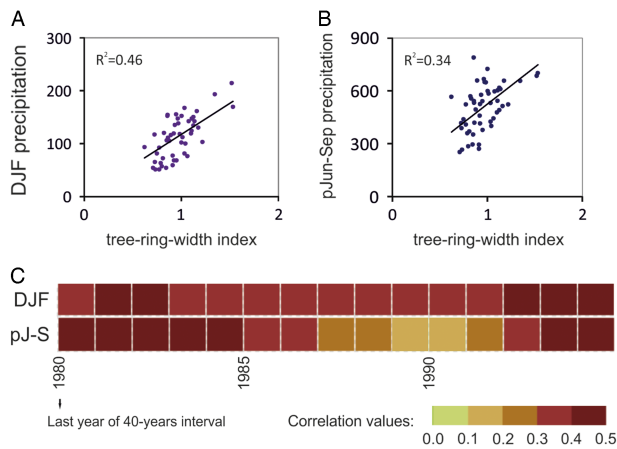 A
300
200
100
0
DJF precipitation
R²=0.46
0
1
2
tree-ring-width index
B
900
600
300
0
pJun-Sep precipitation
R²=0.34
0
1
2
tree-ring-width index
C
DJF
pJ-S
1980
1985
1990
Last year of 40-years interval
Correlation values:
0.0 0.1 0.2 0.3 0.4 0.5